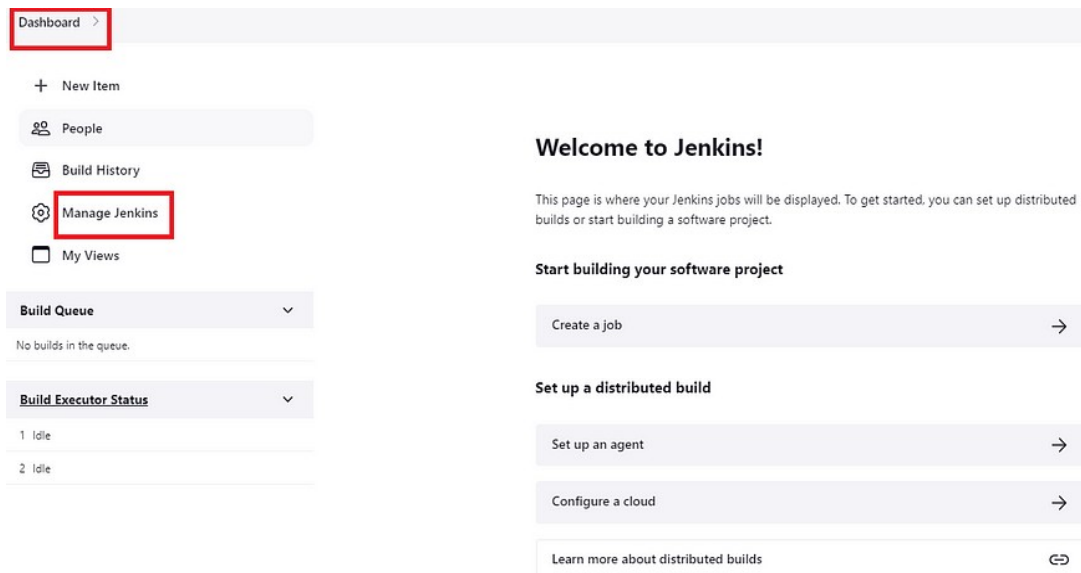 Dashboard >
New Item
People
Build History
Manage Jenkins
My Views
Build Queue
No builds in the queue.
Build Executor Status
1 Idle
2 Idle
Welcome to Jenkins!
This page is where your Jenkins jobs will be displayed. To get started, you can set up distributed
builds or start building a software project.
Start building your software project
Create a job
Set up a distributed build
Set up an agent
Configure a cloud
Learn more about distributed builds